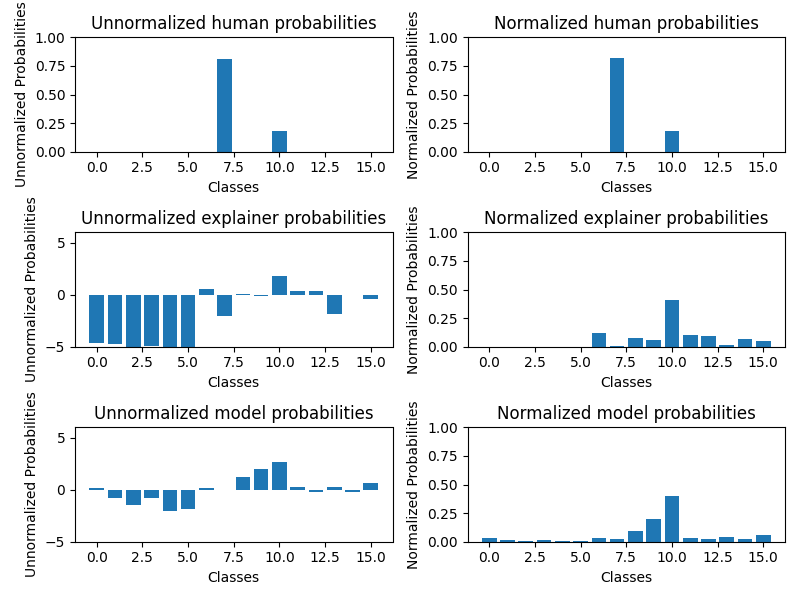 Unnormalized human probabilities
Unnormalized Probabilities
1.00
0.75
0.50
0.25
0.00
0.0 2.5 5.0 7.5 10.0 12.5 15.0
Classes
Normalized human probabilities
Normalized Probabilities
1.00
0.75
0.50
0.25
0.00
0.0 2.5 5.0 7.5 10.0 12.5 15.0
Classes
Unnormalized explainer probabilities
Unnormalized Probabilities
5
0
−5
0.0 2.5 5.0 7.5 10.0 12.5 15.0
Classes
Normalized explainer probabilities
Normalized Probabilities
1.00
0.75
0.50
0.25
0.00
0.0 2.5 5.0 7.5 10.0 12.5 15.0
Classes
Unnormalized model probabilities
Unnormalized Probabilities
5
0
−5
0.0 2.5 5.0 7.5 10.0 12.5 15.0
Classes
Normalized model probabilities
Normalized Probabilities
1.00
0.75
0.50
0.25
0.00
0.0 2.5 5.0 7.5 10.0 12.5 15.0
Classes